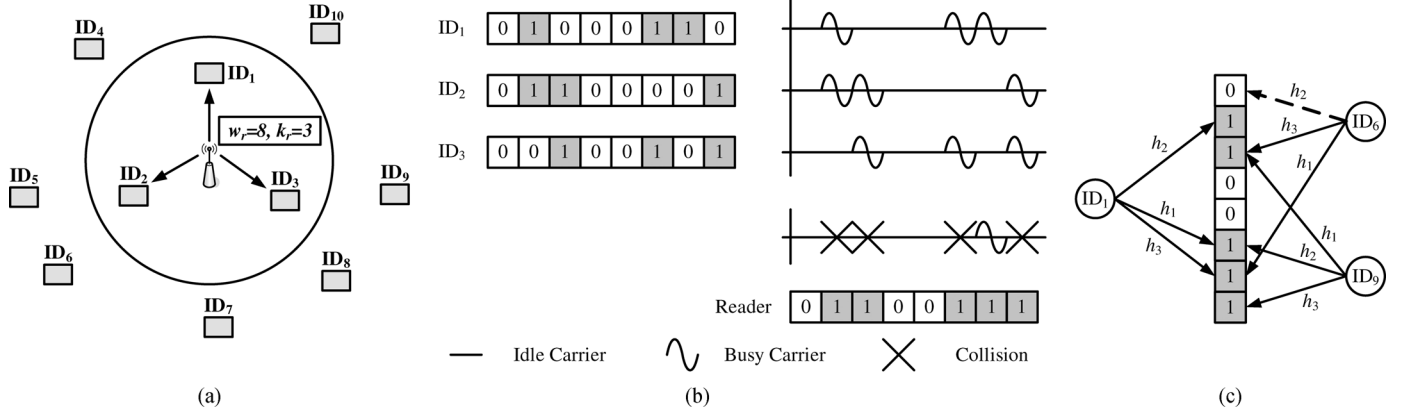 ID4
ID10
ID1
wr=8, kr=3
ID2
ID3
ID5
ID9
ID6
ID8
ID7
(a)
ID1 0 1 0 0 0 1 1 0
ID2 0 1 1 0 0 0 0 1
ID3 0 0 1 0 0 1 0 1
Reader 0 1 1 0 0 1 1 1
Idle Carrier Busy Carrier Collision
(b)
0
1
1
0
0
1
1
1
ID1
h2
h1
h3
ID6
h2
h3
h1
ID9
h1
h2
h3
(c)